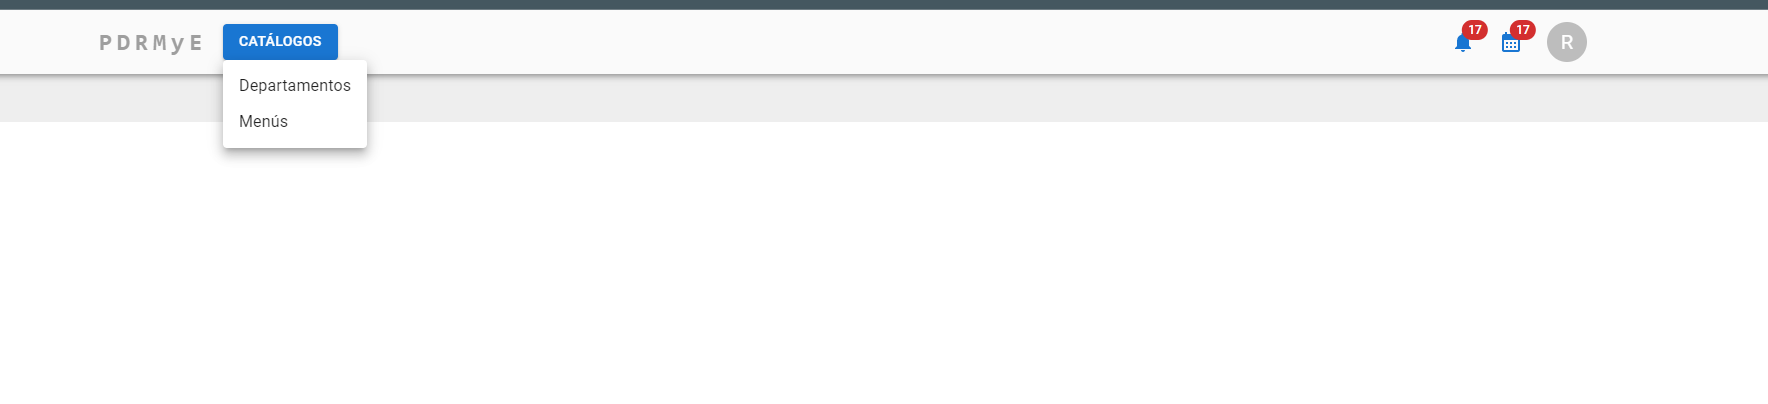 PDRMyE CATÁLOGOS 17 17 R
Departamentos
Menús